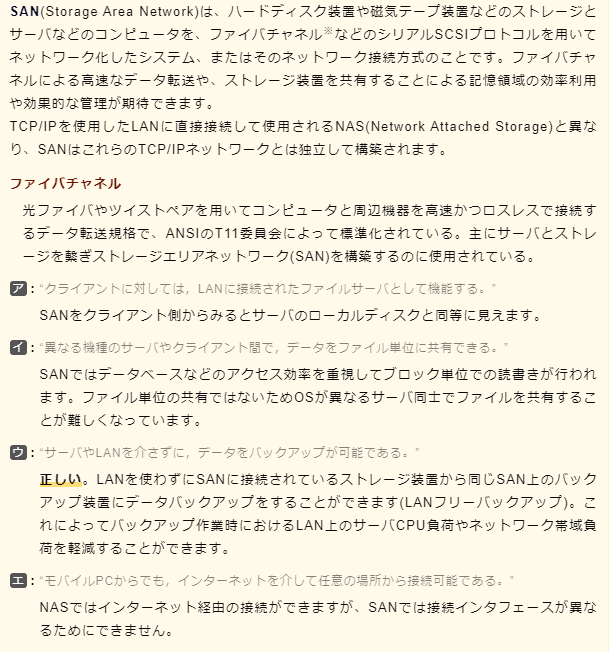 SAN(Storage Area Network)は、ハードディスク装置や磁気テープ装置などのストレージと
サーバなどのコンピュータを、ファイバチャネル※などのシリアルSCSIプロトコルを用いて
ネットワーク化したシステム、またはそのネットワーク接続方式のことです。ファイバチャ
ネルによる高速なデータ転送や、ストレージ装置を共有することによる記憶領域の効率利用
や効果的な管理が期待できます。
TCP/IPを使用したLANに直接接続して使用されるNAS(Network Attached Storage)と異な
り、SANはこれらのTCP/IPネットワークとは独立して構築されます。
ファイバチャネル
光ファイバやツイストペアを用いてコンピュータと周辺機器を高速かつロスレスで接続す
るデータ転送規格で、ANSIのT11委員会によって標準化されている。主にサーバとストレ
ージを繋ぎストレージエリアネットワーク(SAN)を構築するのに使用されている。
ア：“クライアントに対しては，LANに接続されたファイルサーバとして機能する。”
SANをクライアント側からみるとサーバのローカルディスクと同等に見えます。
イ：“異なる機種のサーバやクライアント間で，データをファイル単位に共有できる。”
SANではデータベースなどのアクセス効率を重視してブロック単位での読書きが行われ
ます。ファイル単位の共有ではないためOSが異なるサーバ同士でファイルを共有するこ
とが難しくなっています。
ウ：“サーバやLANを介さずに，データをバックアップが可能である。”
正しい。LANを使わずにSANに接続されているストレージ装置から同じSAN上のバック
アップ装置にデータバックアップをすることができます(LANフリーバックアップ)。こ
れによってバックアップ作業時におけるLAN上のサーバCPU負荷やネットワーク帯域負
荷を軽減することができます。
エ：“モバイルPCからでも，インターネットを介して任意の場所から接続可能である。”
NASではインターネット経由の接続ができますが、SANでは接続インタフェースが異な
るためにできません。